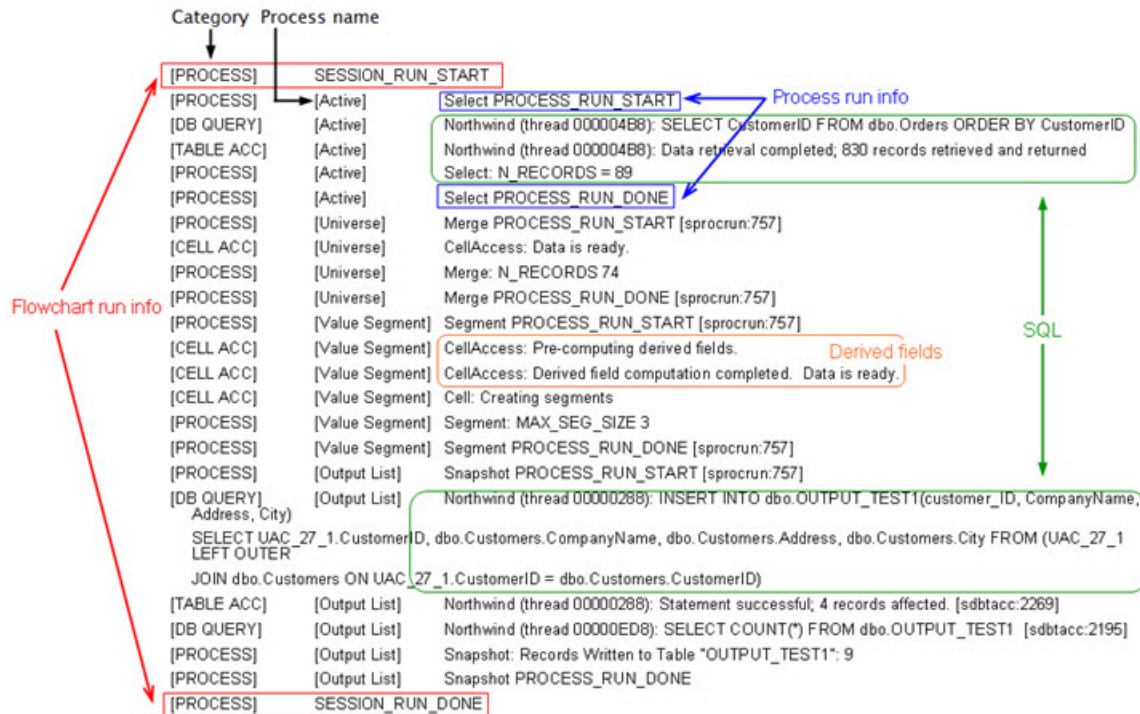 Category Process name
[PROCESS] SESSION_RUN_START
[PROCESS] [Active] Select PROCESS_RUN_START Process run info
[DB QUERY] [Active] Northwind (thread 000004B8): SELECT CustomerID FROM dbo.Orders ORDER BY CustomerID
[TABLE ACC] [Active] Northwind (thread 000004B8): Data retrieval completed; 830 records retrieved and returned
[PROCESS] [Active] Select: N_RECORDS = 89
[PROCESS] [Active] Select PROCESS_RUN_DONE
[PROCESS] [Universe] Merge PROCESS_RUN_START [sprocrun:757]
[CELL ACC] [Universe] CellAccess: Data is ready.
[PROCESS] [Universe] Merge: N_RECORDS 74
[PROCESS] [Universe] Merge PROCESS_RUN_DONE [sprocrun:757]
Flowchart run info
[PROCESS] [Value Segment] Segment PROCESS_RUN_START [sprocrun:757]
SQL
[CELL ACC] [Value Segment] CellAccess: Pre-computing derived fields. Derived fields
[CELL ACC] [Value Segment] CellAccess: Derived field computation completed. Data is ready.
[CELL ACC] [Value Segment] Cell: Creating segments
[PROCESS] [Value Segment] Segment: MAX_SEG_SIZE 3
[PROCESS] [Value Segment] Segment PROCESS_RUN_DONE [sprocrun:757]
[PROCESS] [Output List] Snapshot PROCESS_RUN_START [sprocrun:757]
[DB QUERY] [Output List] Northwind (thread 00000288): INSERT INTO dbo.OUTPUT_TEST1(customer_ID, CompanyName,
Address, City)
SELECT UAC_27_1.CustomerID, dbo.Customers.CompanyName, dbo.Customers.Address, dbo.Customers.City FROM (UAC_27_1
LEFT OUTER
JOIN dbo.Customers ON UAC_27_1.CustomerID = dbo.Customers.CustomerID)
[TABLE ACC] [Output List] Northwind (thread 00000288): Statement successful; 4 records affected. [sdbtacc:2269]
[DB QUERY] [Output List] Northwind (thread 00000ED8): SELECT COUNT(*) FROM dbo.OUTPUT_TEST1 [sdbtacc:2195]
[PROCESS] [Output List] Snapshot: Records Written to Table "OUTPUT_TEST1": 9
[PROCESS] [Output List] Snapshot PROCESS_RUN_DONE
[PROCESS] SESSION_RUN_DONE